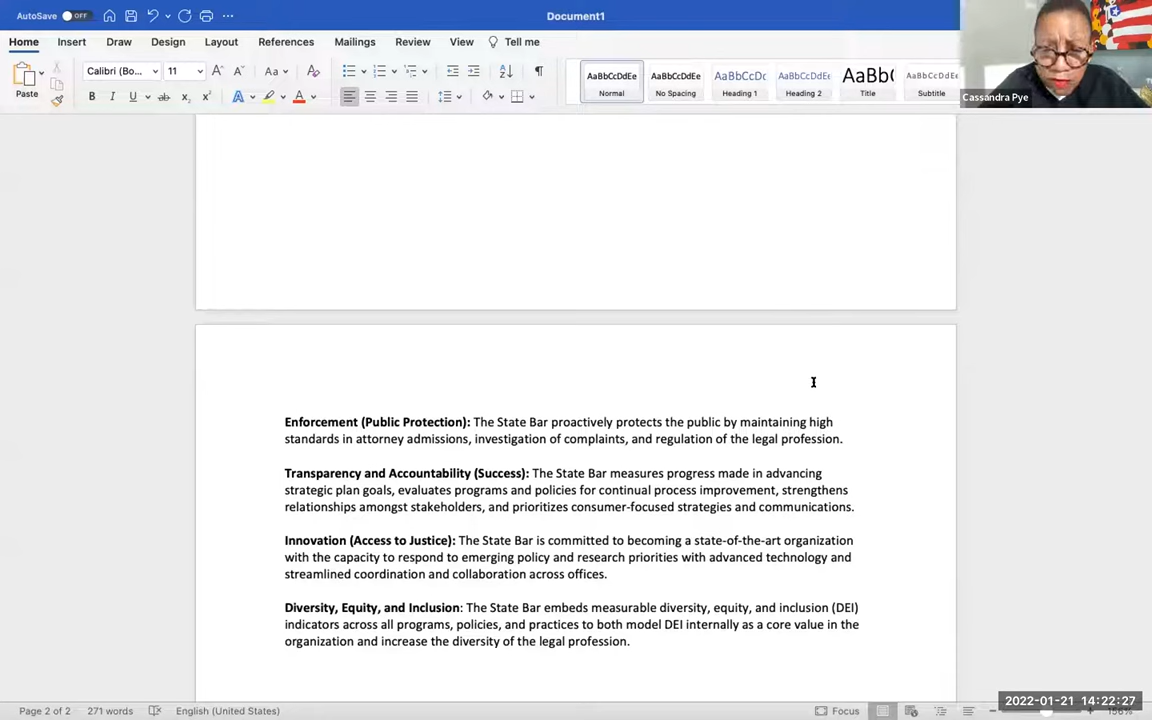 AutoSave OFF ··· Document1
Home Insert Draw Design Layout References Mailings Review View Tell me
Paste
Calibri (Bo... 11 Aa
AaBbCcDdEe AaBbCcDdEe AaBbCcDc AaBbCcDdEe AaBb( AaBbCcDdEe
B I U ab x₂ x² A A
Normal No Spacing Heading 1 Heading 2 Title Subtitle
Cassandra Pye
Enforcement (Public Protection): The State Bar proactively protects the public by maintaining high
standards in attorney admissions, investigation of complaints, and regulation of the legal profession.
Transparency and Accountability (Success): The State Bar measures progress made in advancing
strategic plan goals, evaluates programs and policies for continual process improvement, strengthens
relationships amongst stakeholders, and prioritizes consumer-focused strategies and communications.
Innovation (Access to Justice): The State Bar is committed to becoming a state-of-the-art organization
with the capacity to respond to emerging policy and research priorities with advanced technology and
streamlined coordination and collaboration across offices.
Diversity, Equity, and Inclusion: The State Bar embeds measurable diversity, equity, and inclusion (DEI)
indicators across all programs, policies, and practices to both model DEI internally as a core value in the
organization and increase the diversity of the legal profession.
2022-01-21 14:22:27
Page 2 of 2 271 words English (United States) Focus